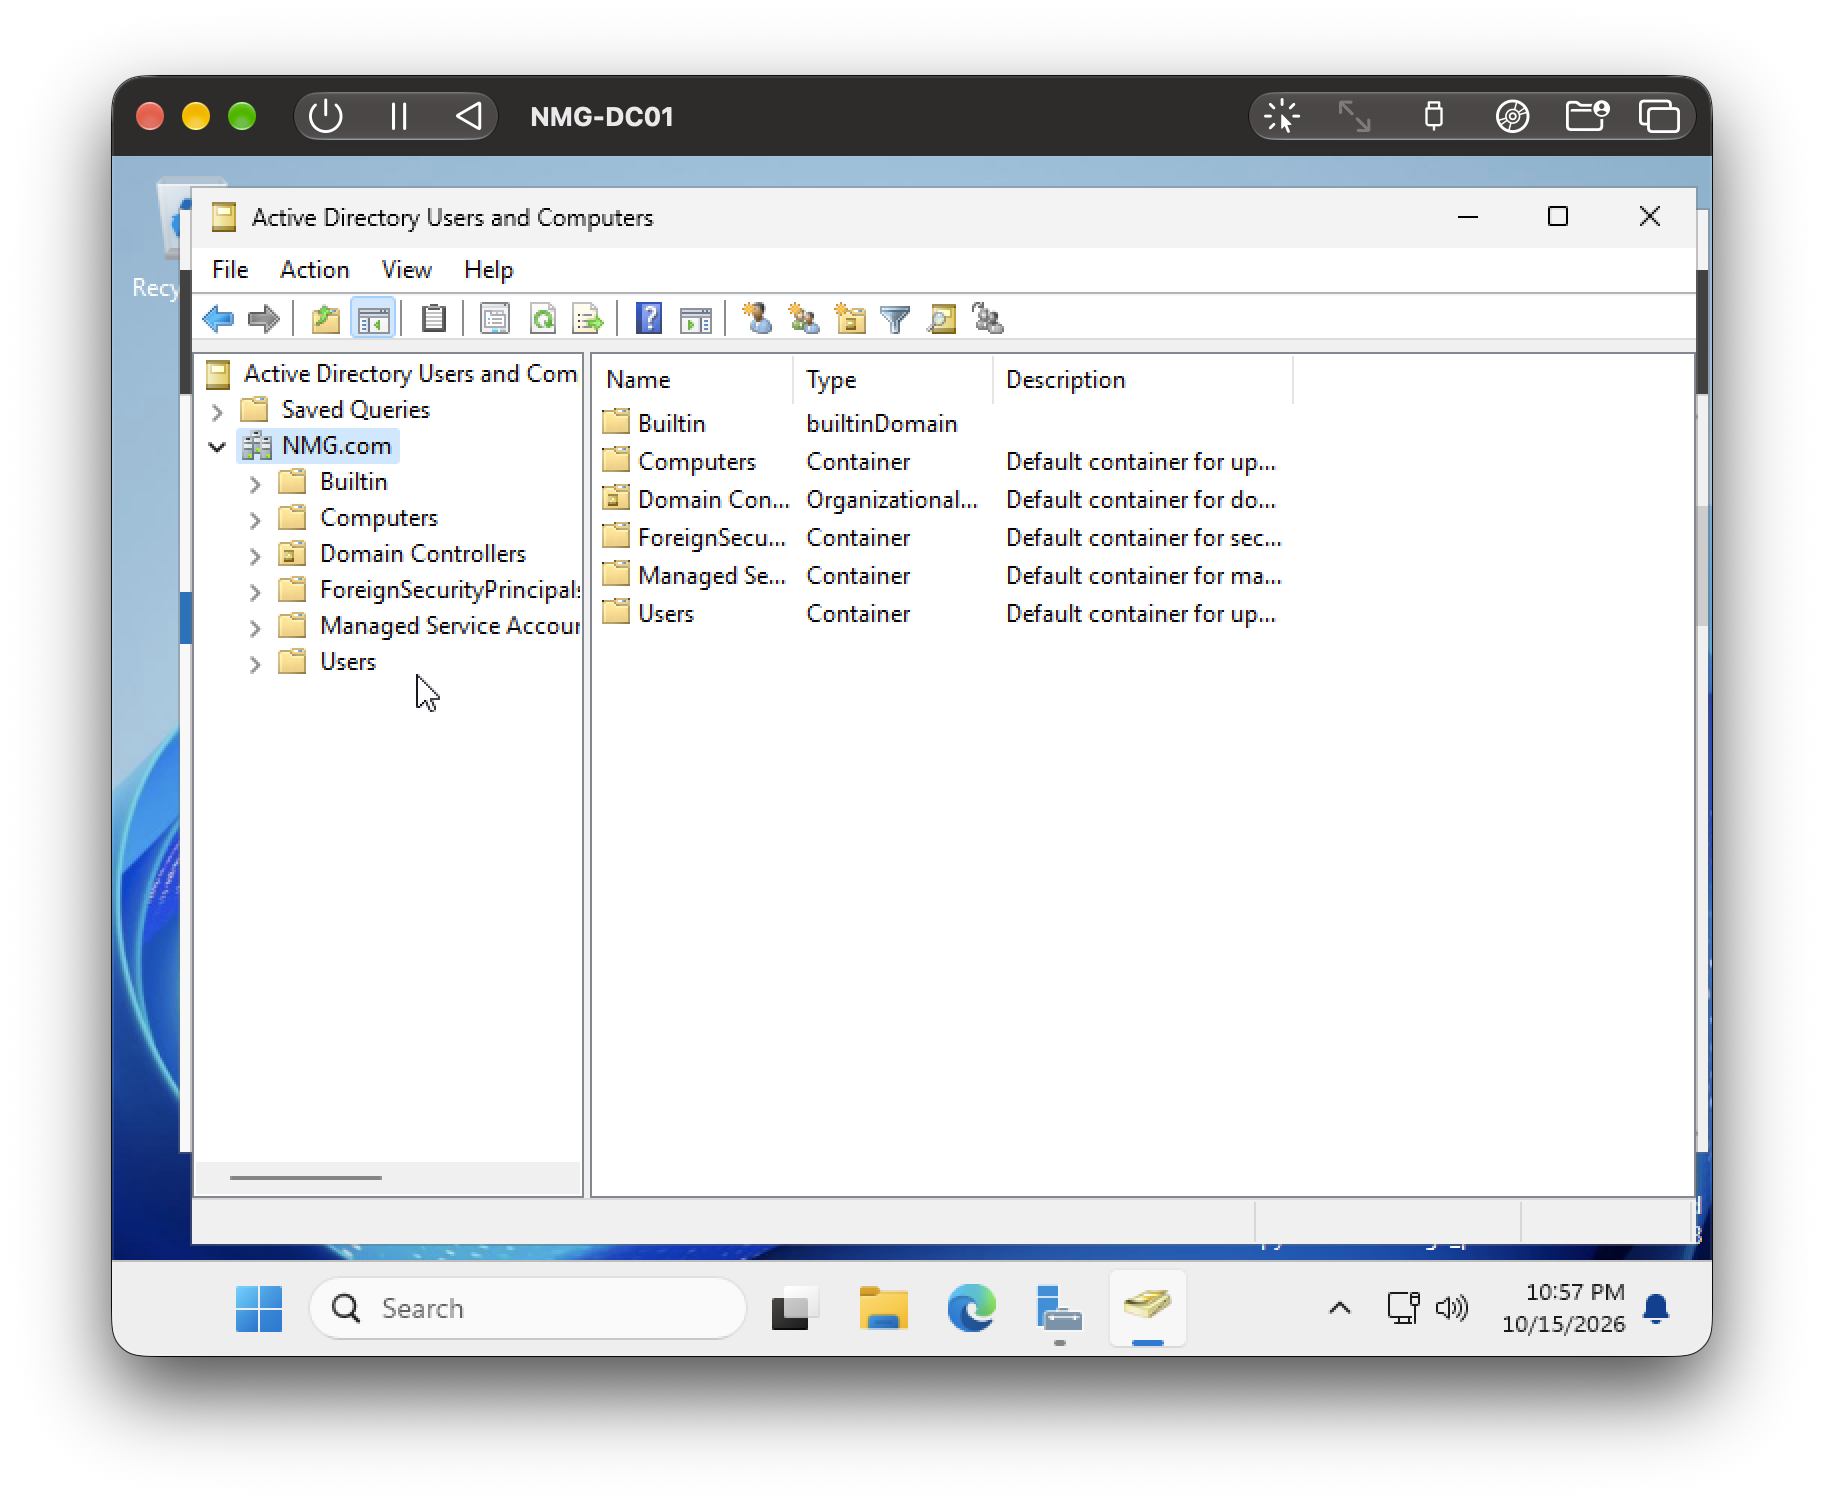 NMG-DC01
Recy
Active Directory Users and Computers
File Action View Help
Active Directory Users and Com
Saved Queries
NMG.com
Builtin
Computers
Domain Controllers
ForeignSecurityPrincipals
Managed Service Accour
Users
Name Type Description
Builtin builtinDomain
Computers Container Default container for up...
Domain Con... Organizational... Default container for do...
ForeignSecu... Container Default container for sec...
Managed Se... Container Default container for ma...
Users Container Default container for up...
Search
10:57 PM
10/15/2026